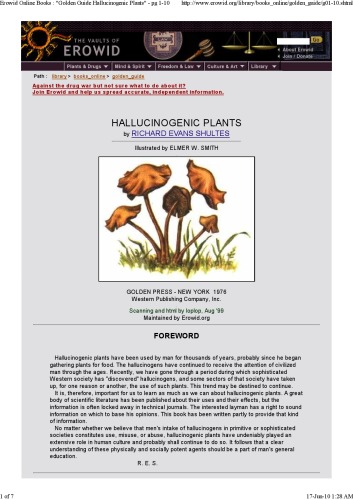 Erowid Online Books : "Golden Guide Hallucinogenic Plants" - pg 1-10 http://www.erowid.org/library/books_online/golden_guide/g01-10.shtml
THE VAULTS OF
EROWID
Go
About Erowid
Join / Donate
Plants & Drugs Mind & Spirit Freedom & Law Culture & Art Library
Path : library > books_online > golden_guide
Against the drug war but not sure what to do about it?
Join Erowid and help us spread accurate, independent information.
HALLUCINOGENIC PLANTS
by RICHARD EVANS SHULTES
Illustrated by ELMER W. SMITH
GOLDEN PRESS - NEW YORK 1976
Western Publishing Company, Inc.
Scanning and html by loplop, Aug '99
Maintained by Erowid.org
FOREWORD
Hallucinogenic plants have been used by man for thousands of years, probably since he began
gathering plants for food. The hallucinogens have continued to receive the attention of civilized
man through the ages. Recently, we have gone through a period during which sophisticated
Western society has "discovered" hallucinogens, and some sectors of that society have taken
up, for one reason or another, the use of such plants. This trend may be destined to continue.
It is, therefore, important for us to learn as much as we can about hallucinogenic plants. A great
body of scientific literature has been published about their uses and their effects, but the
information is often locked away in technical journals. The interested layman has a right to sound
information on which to base his opinions. This book has been written partly to provide that kind
of information.
No matter whether we believe that men's intake of hallucinogens in primitive or sophisticated
societies constitutes use, misuse, or abuse, hallucinogenic plants have undeniably played an
extensive role in human culture and probably shall continue to do so. It follows that a clear
understanding of these physically and socially potent agents should be a part of man's general
education.
R. E. S.
1 of 7 17-Jun-10 1:28 AM